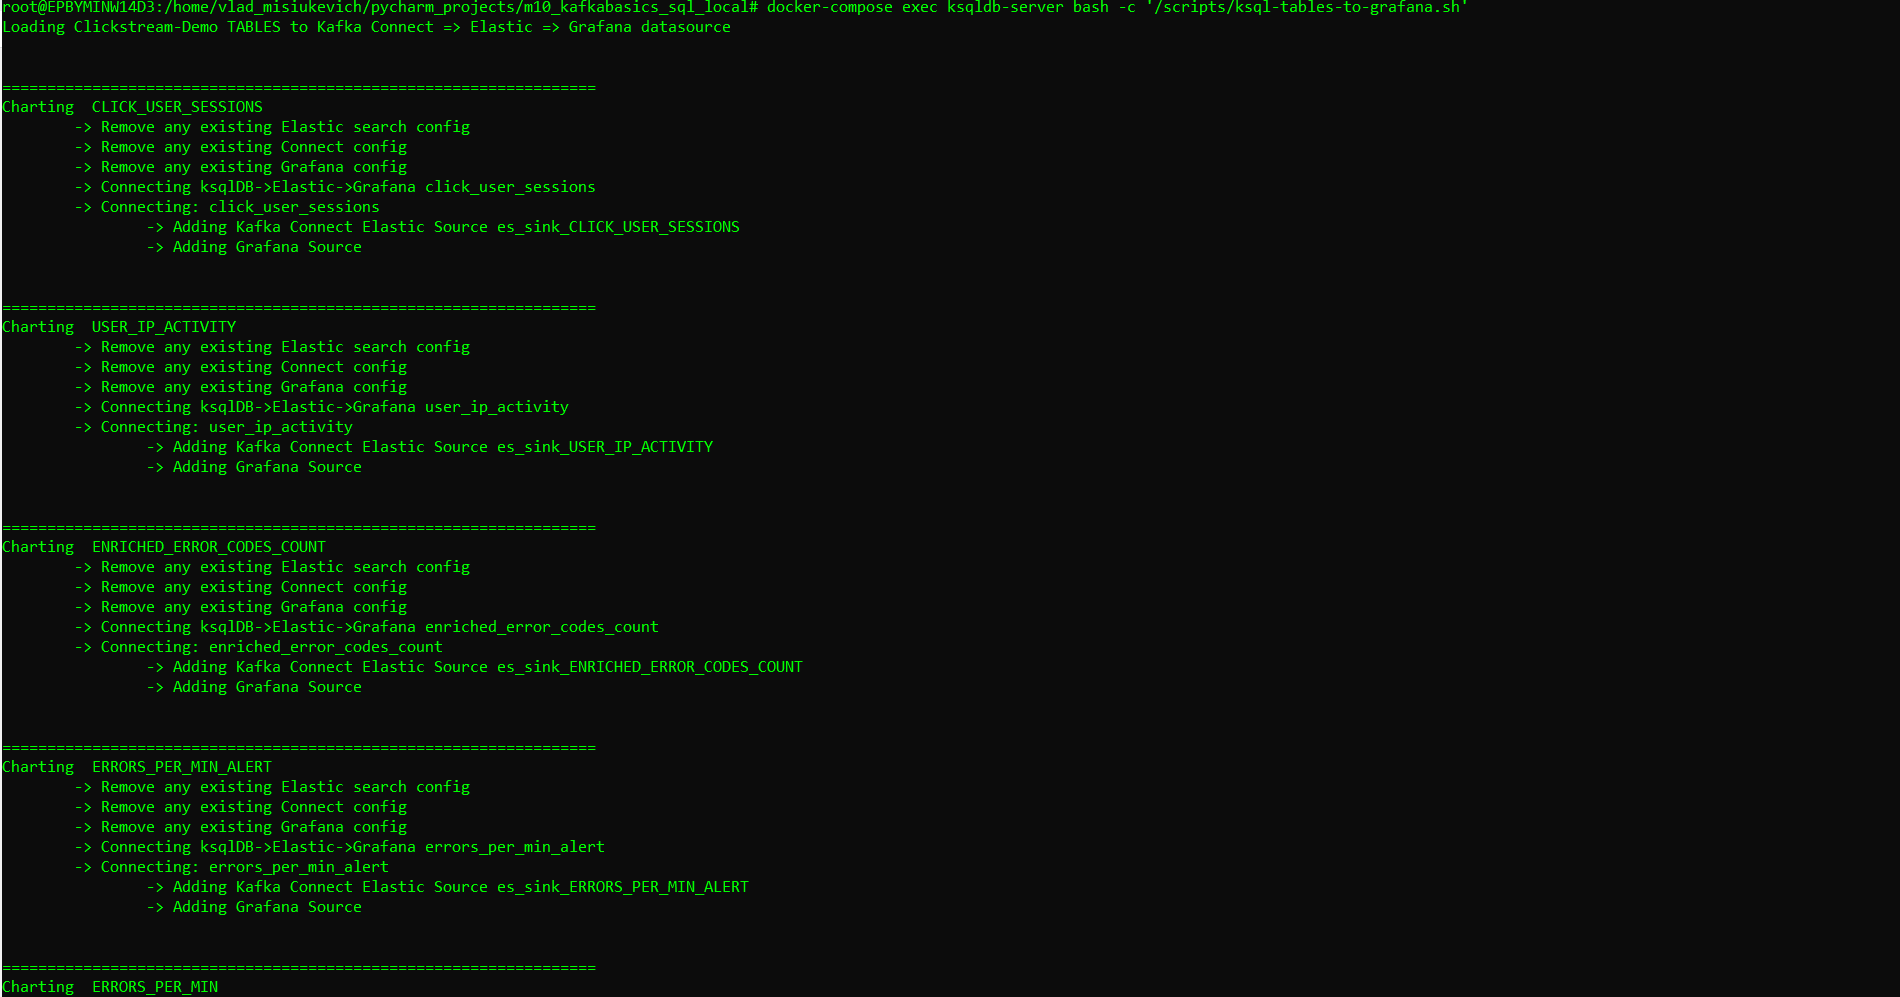 root@EPBYMINW14D3:/home/vlad_misiukevich/pycharm_projects/m10_kafkabasics_sql_local# docker-compose exec ksqldb-server bash -c '/scripts/ksql-tables-to-grafana.sh'
Loading Clickstream-Demo TABLES to Kafka Connect => Elastic => Grafana datasource
==================================================================
Charting  CLICK_USER_SESSIONS
-> Remove any existing Elastic search config
-> Remove any existing Connect config
-> Remove any existing Grafana config
-> Connecting ksqlDB->Elastic->Grafana click_user_sessions
-> Connecting: click_user_sessions
-> Adding Kafka Connect Elastic Source es_sink_CLICK_USER_SESSIONS
-> Adding Grafana Source
==================================================================
Charting  USER_IP_ACTIVITY
-> Remove any existing Elastic search config
-> Remove any existing Connect config
-> Remove any existing Grafana config
-> Connecting ksqlDB->Elastic->Grafana user_ip_activity
-> Connecting: user_ip_activity
-> Adding Kafka Connect Elastic Source es_sink_USER_IP_ACTIVITY
-> Adding Grafana Source
==================================================================
Charting  ENRICHED_ERROR_CODES_COUNT
-> Remove any existing Elastic search config
-> Remove any existing Connect config
-> Remove any existing Grafana config
-> Connecting ksqlDB->Elastic->Grafana enriched_error_codes_count
-> Connecting: enriched_error_codes_count
-> Adding Kafka Connect Elastic Source es_sink_ENRICHED_ERROR_CODES_COUNT
-> Adding Grafana Source
==================================================================
Charting  ERRORS_PER_MIN_ALERT
-> Remove any existing Elastic search config
-> Remove any existing Connect config
-> Remove any existing Grafana config
-> Connecting ksqlDB->Elastic->Grafana errors_per_min_alert
-> Connecting: errors_per_min_alert
-> Adding Kafka Connect Elastic Source es_sink_ERRORS_PER_MIN_ALERT
-> Adding Grafana Source
==================================================================
Charting  ERRORS_PER_MIN